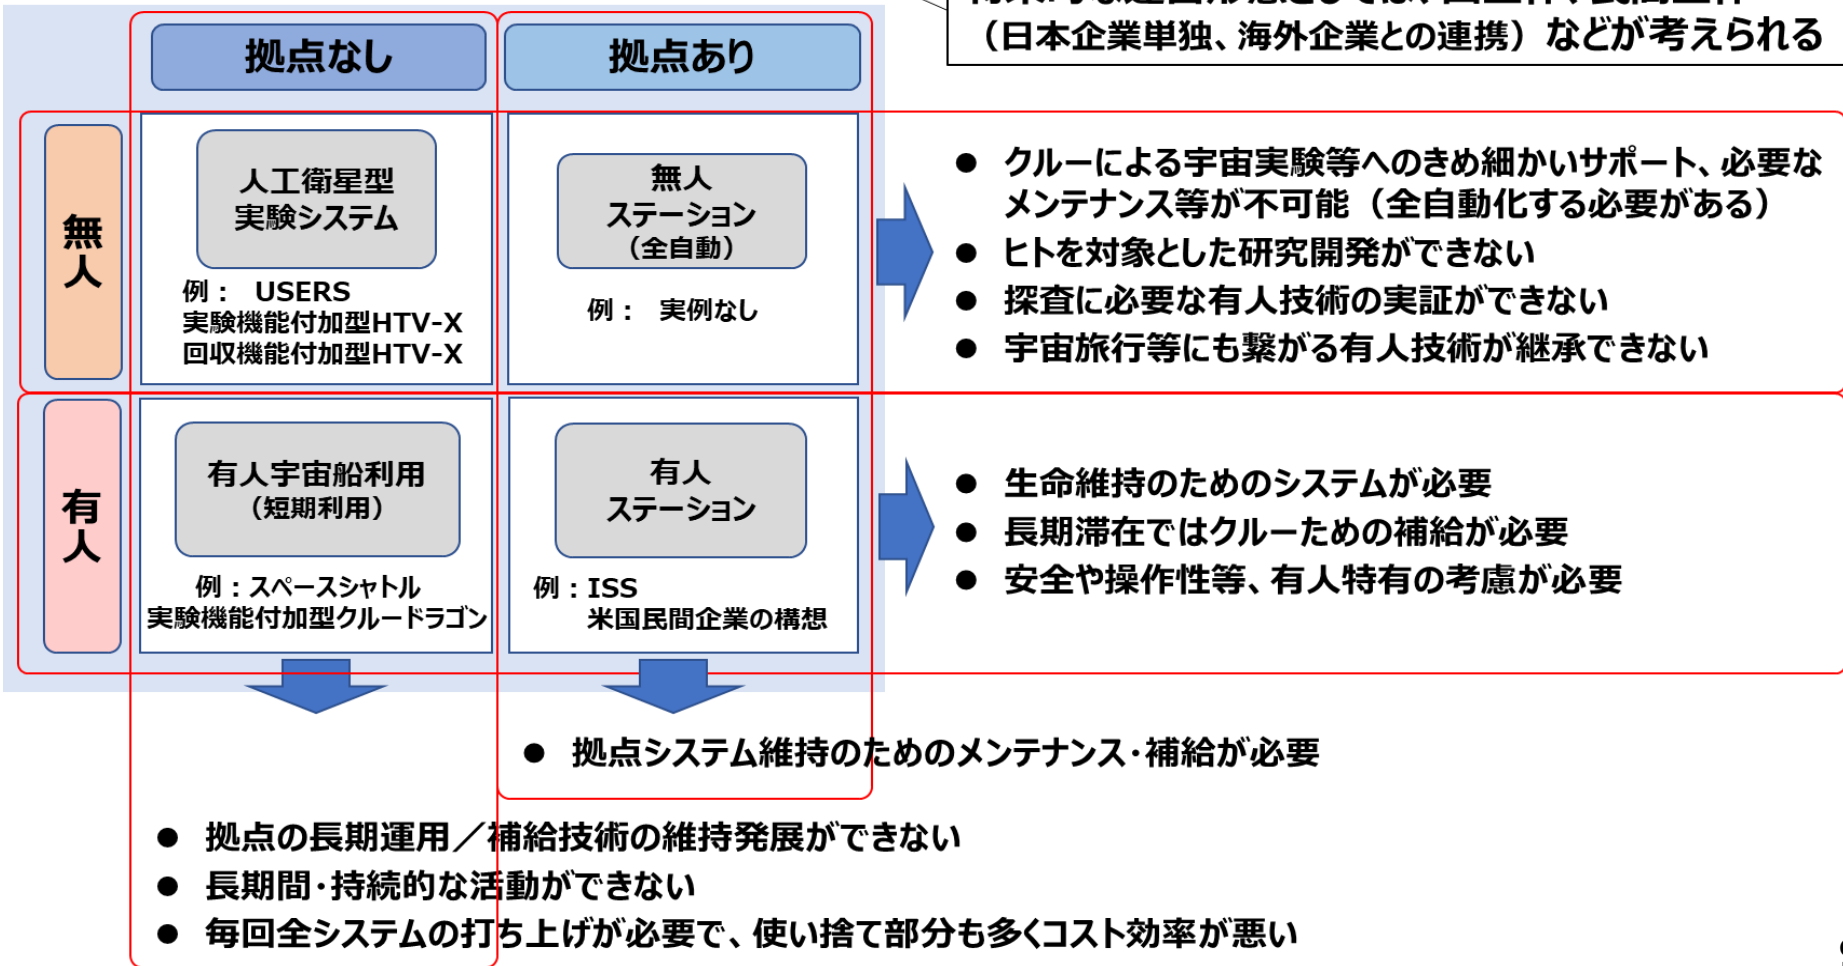 （日本企業単独、海外企業との連携）などが考えられる
拠点なし
拠点あり
無人
人工衛星型
実験システム
例：　USERS
実験機能付加型HTV-X
回収機能付加型HTV-X
無人
ステーション
（全自動）
例：　実例なし
● クルーによる宇宙実験等へのきめ細かいサポート、必要な
メンテナンス等が不可能（全自動化する必要がある）
● ヒトを対象とした研究開発ができない
● 探査に必要な有人技術の実証ができない
● 宇宙旅行等にも繋がる有人技術が継承できない
有人
有人宇宙船利用
（短期利用）
例：スペースシャトル
実験機能付加型クルードラゴン
有人
ステーション
例：ISS
米国民間企業の構想
● 生命維持のためのシステムが必要
● 長期滞在ではクルーための補給が必要
● 安全や操作性等、有人特有の考慮が必要
● 拠点システム維持のためのメンテナンス・補給が必要
● 拠点の長期運用／補給技術の維持発展ができない
● 長期間・持続的な活動ができない
● 毎回全システムの打ち上げが必要で、使い捨て部分も多くコスト効率が悪い